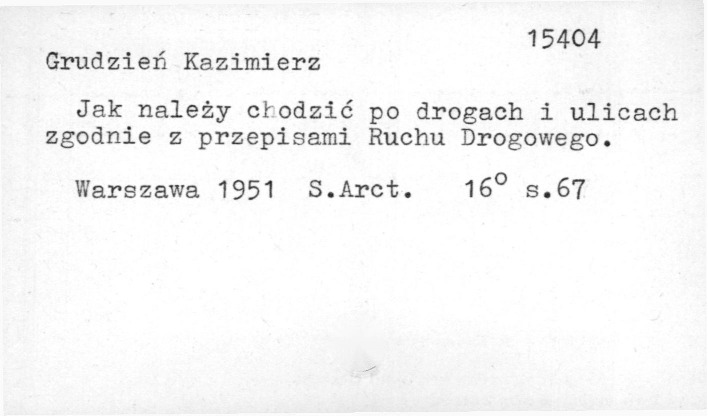 15404
Grudzień Kazimierz
Jak należy chodzić po drogach i ulicach
zgodnie z przepisami Ruchu Drogowego.
Warszawa 1951 S.Arct. 16° s.67